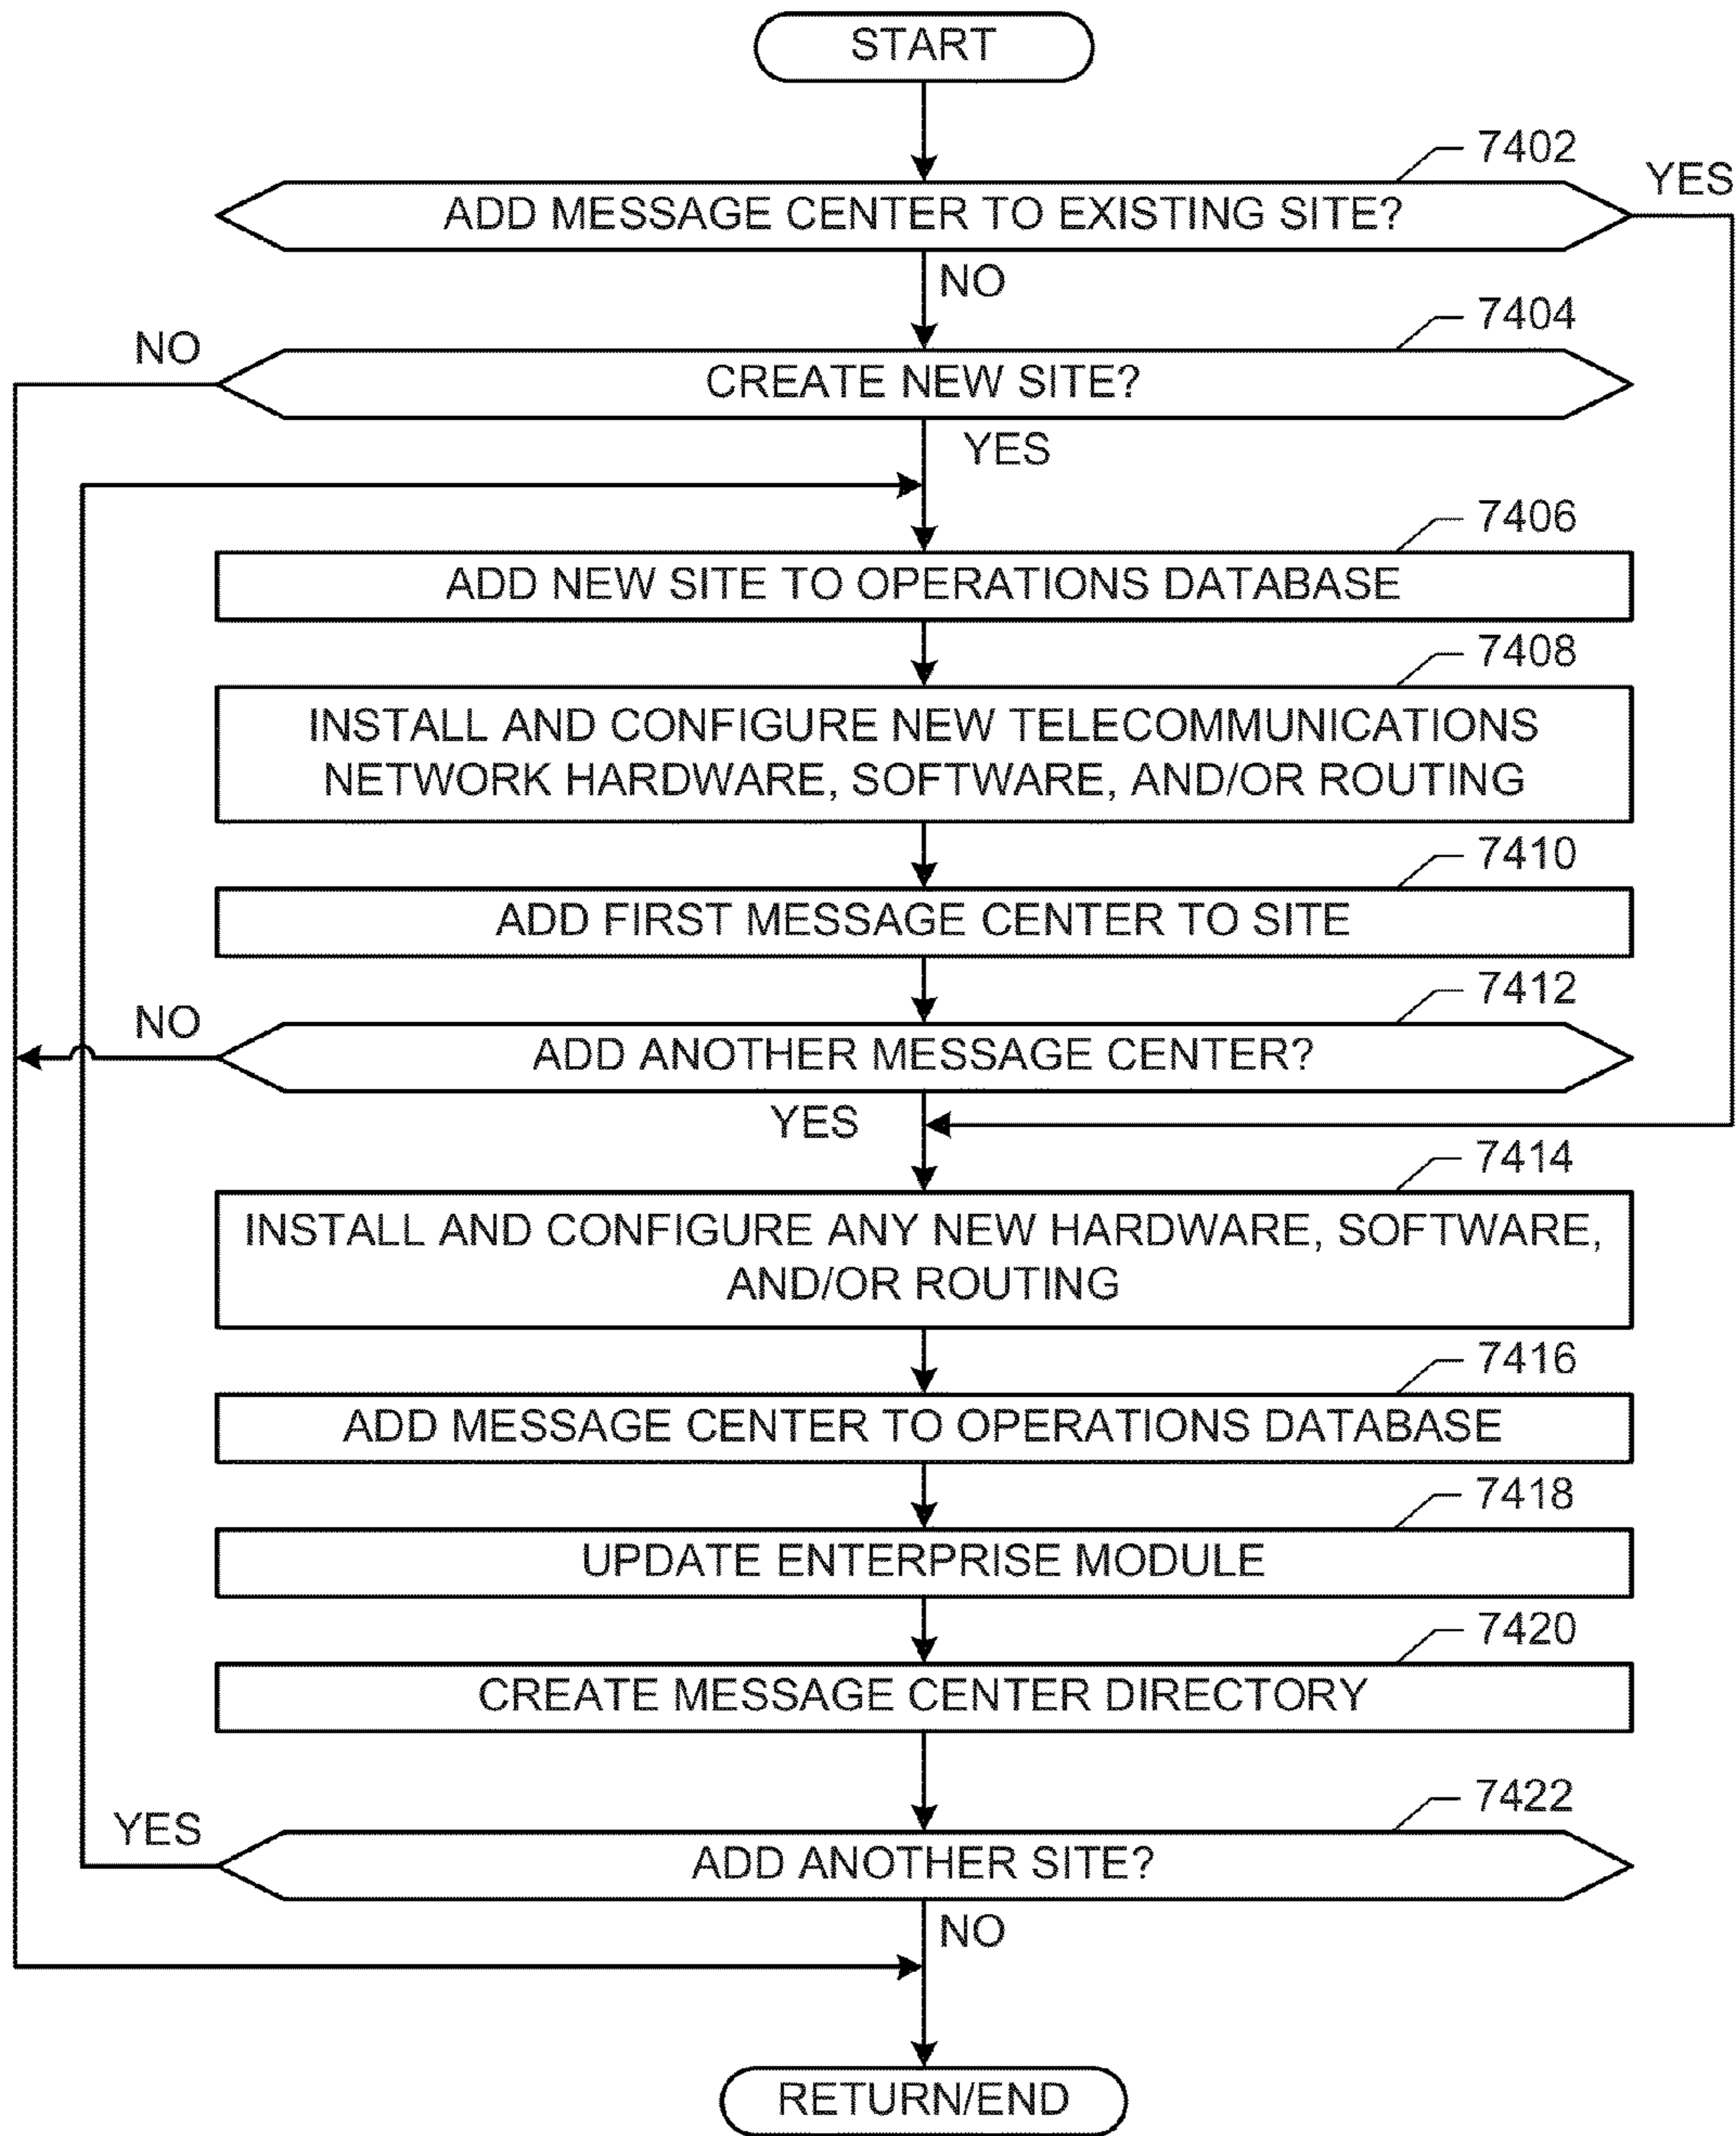 START
7402
YES
ADD MESSAGE CENTER TO EXISTING SITE?
NO
7404
NO
CREATE NEW SITE?
YES
7406
ADD NEW SITE TO OPERATIONS DATABASE
7408
INSTALL AND CONFIGURE NEW TELECOMMUNICATIONS
NETWORK HARDWARE, SOFTWARE, AND/OR ROUTING
7410
ADD FIRST MESSAGE CENTER TO SITE
7412
NO
ADD ANOTHER MESSAGE CENTER?
YES
7414
INSTALL AND CONFIGURE ANY NEW HARDWARE, SOFTWARE,
AND/OR ROUTING
7416
ADD MESSAGE CENTER TO OPERATIONS DATABASE
7418
UPDATE ENTERPRISE MODULE
7420
CREATE MESSAGE CENTER DIRECTORY
7422
YES
ADD ANOTHER SITE?
NO
RETURN/END